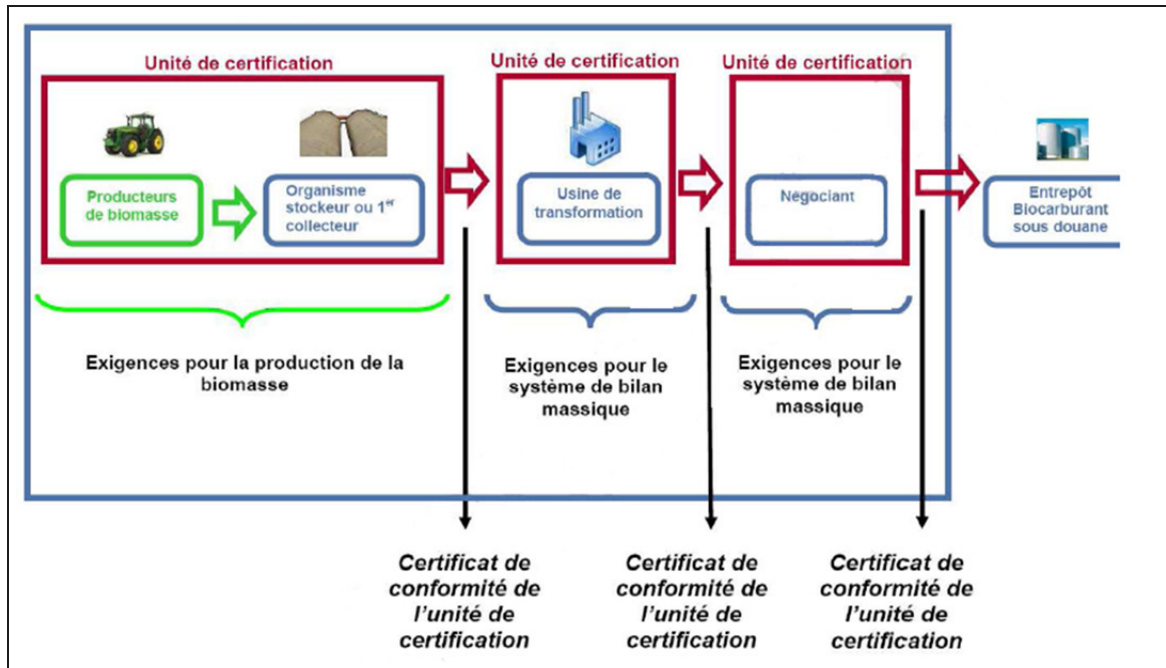 Unité de certification
Unité de certification
Unité de certification
Producteurs
de biomasse
Organisme
stockeur ou 1er
collecteur
Usine de
transformation
Négociant
Entrepôt
Biocarburant
sous douane
Exigences pour la production de la
biomasse
Exigences pour le
système de bilan
massique
Exigences pour le
système de bilan
massique
Certificat de
conformité de
l'unité de
certification
Certificat de
conformité de
l'unité de
certification
Certificat de
conformité de
l'unité de
certification